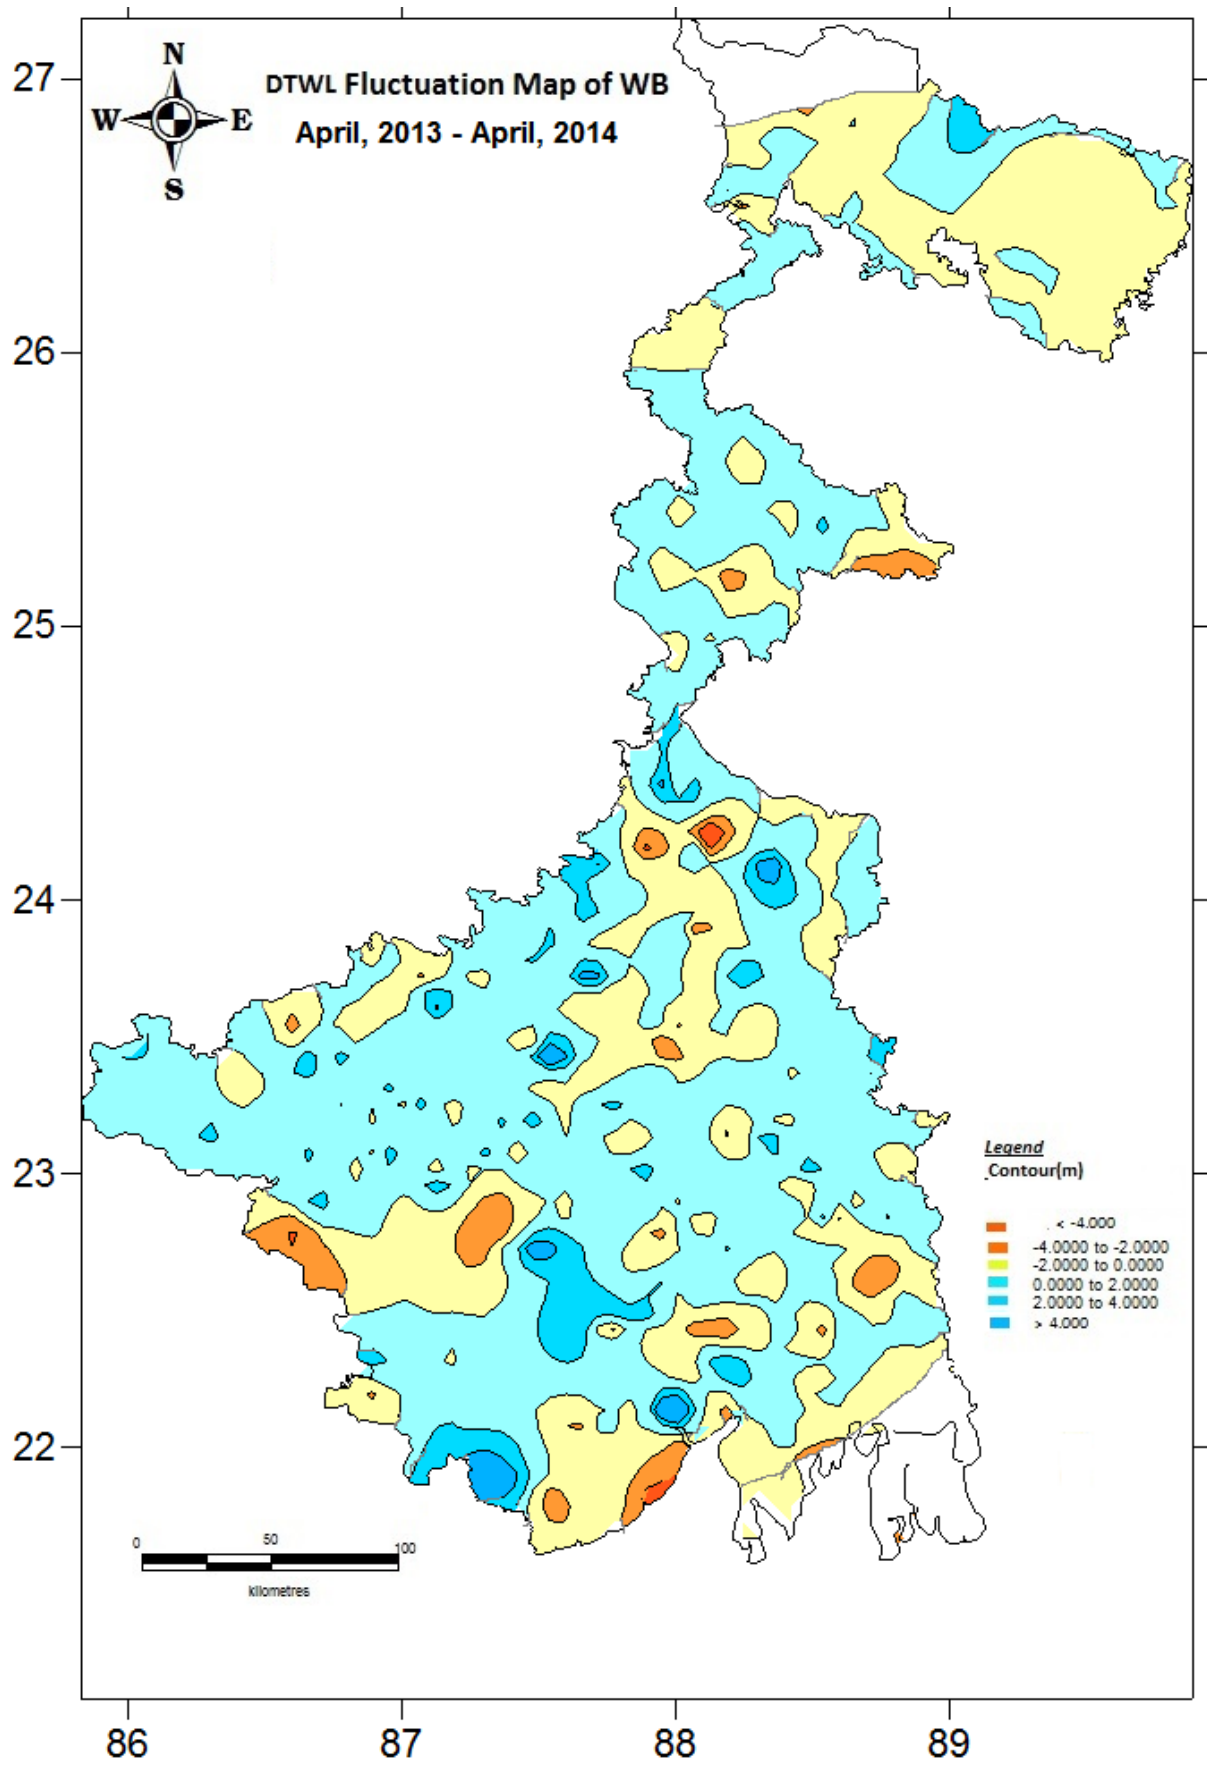 N
W E
S
DTWL Fluctuation Map of WB
April, 2013 - April, 2014
27
26
25
24
23
22
Legend
Contour(m)
< -4.000
-4.0000 to -2.0000
-2.0000 to 0.0000
0.0000 to 2.0000
2.0000 to 4.0000
> 4.000
0 50 100
kilometres
86 87 88 89